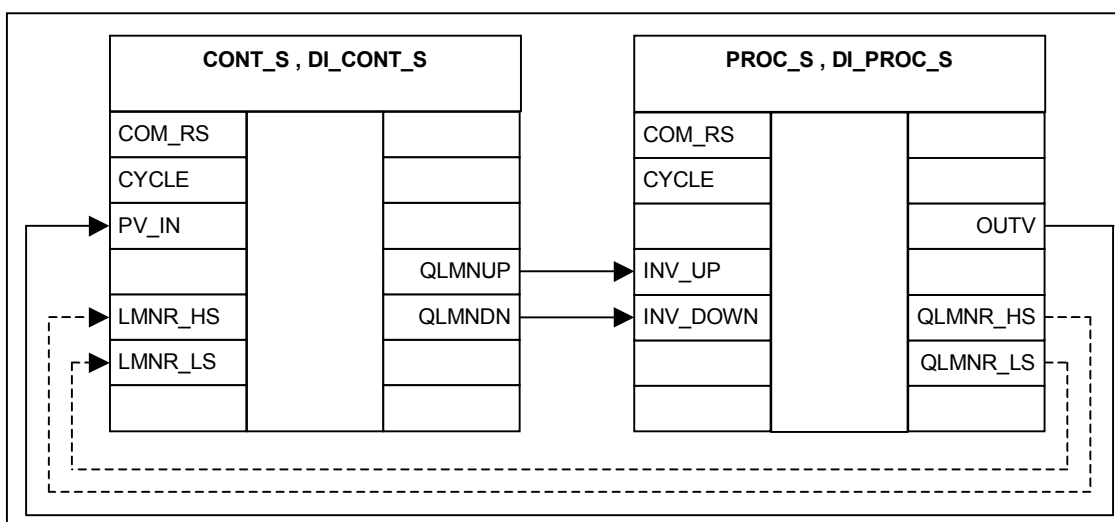 CONT_S , DI_CONT_S
COM_RS
CYCLE
PV_IN
QLMNUP
LMNR_HS
QLMNDN
LMNR_LS
PROC_S , DI_PROC_S
COM_RS
CYCLE
OUTV
INV_UP
INV_DOWN
QLMNR_HS
QLMNR_LS